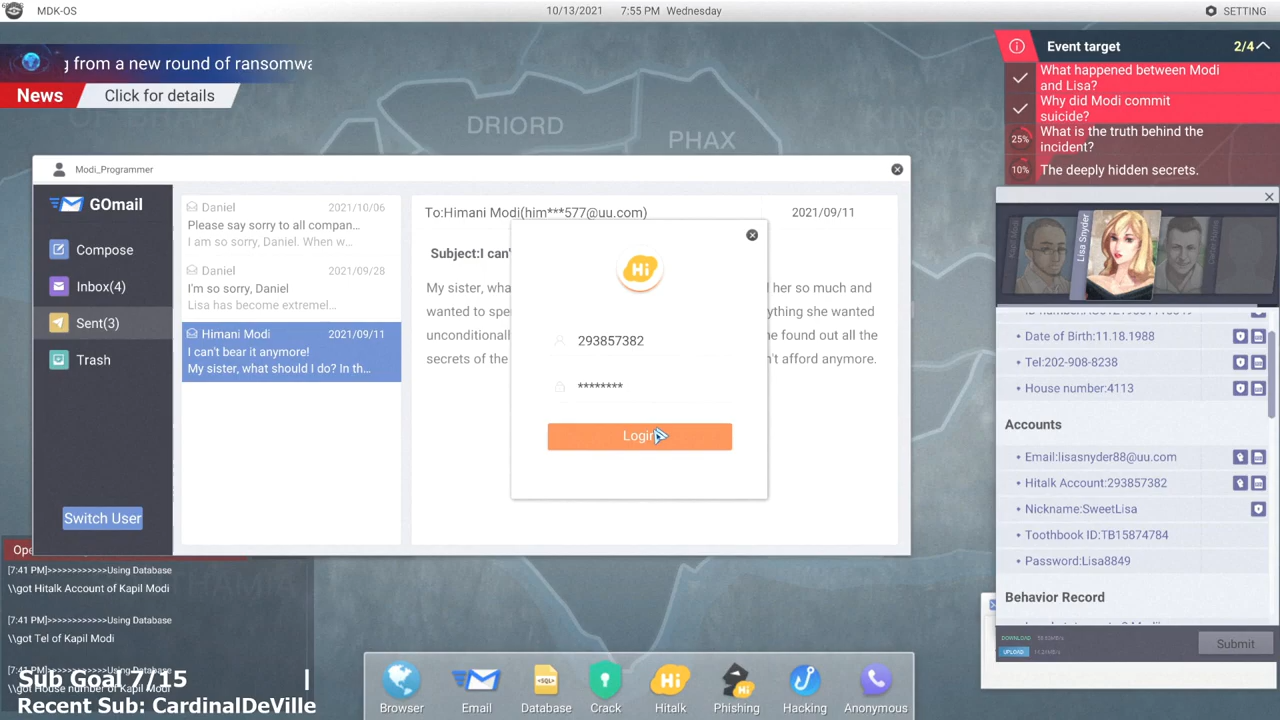 MDK-OS
10/13/2021 7:55 PM Wednesday
SETTING
from a new round of ransomwa
News Click for details
DRIORD
PHAX
Event target 2/4
What happened between Modi
and Lisa?
Why did Modi commit
suicide?
25% What is the truth behind the
incident?
10% The deeply hidden secrets.
Modi_Programmer
GOmail
Compose
Inbox(4)
Sent(3)
Trash
Switch User
Daniel 2021/10/06
Please say sorry to all compan...
I am so sorry, Daniel. When w...
Daniel 2021/09/28
I'm so sorry, Daniel
Lisa has become extremel...
Himani Modi 2021/09/11
I can't bear it anymore!
My sister, what should I do? In th...
To:Himani Modi(him***577@uu.com) 2021/09/11
Subject:I can'
My sister, wha her so much and
wanted to spe ything she wanted
unconditionall e found out all the
secrets of the n't afford anymore.
Hi
293857382
********
Login
Lisa Snyder
Date of Birth:11.18.1988
Tel:202-908-8238
House number:4113
Accounts
Email:lisasnyder88@uu.com
Hitalk Account:293857382
Nickname:SweetLisa
Toothbook ID:TB15874784
Password:Lisa8849
Behavior Record
DOWNLOAD
UPLOAD
Submit
Ope
[7:41 PM]>>>>>>>>>>>>Using Database
\\got Hitalk Account of Kapil Modi
[7:41 PM]>>>>>>>>>>>>Using Database
\\got Tel of Kapil Modi
[7:41 PM]>>>>>>>>>>>>Using Database
\\got House number of Kapil Modi
Sub Goal 7/15 |
Recent Sub: CardinalDeVille
Browser Email Database Crack Hitalk Phishing Hacking Anonymous